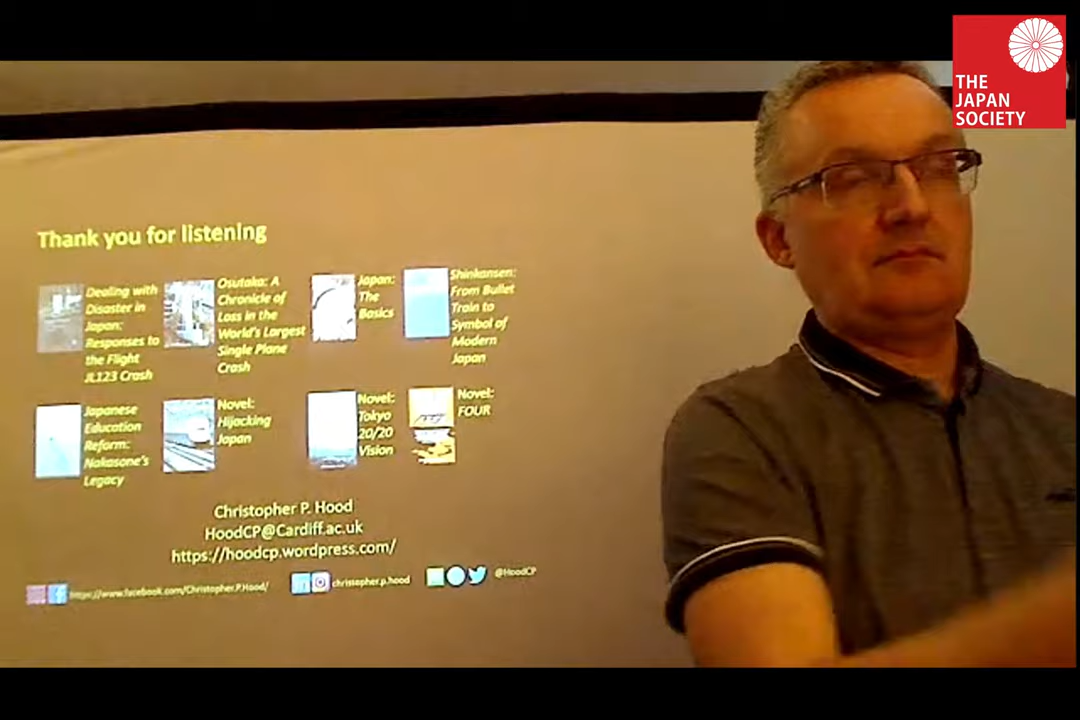 THE
JAPAN
SOCIETY
Thank you for listening
Dealing with
Disaster in
Japan:
Responses to
the Flight
JL123 Crash
Osutaka: A
Chronicle of
Loss in the
World's Largest
Single Plane
Crash
Japan:
The
Basics
Shinkansen:
From Bullet
Train to
Symbol of
Modern
Japan
Japanese
Education
Reform:
Nakasone's
Legacy
Novel:
Hijacking
Japan
Novel:
Tokyo
20/20
Vision
Novel:
FOUR
Christopher P. Hood
HoodCP@Cardiff.ac.uk
https://hoodcp.wordpress.com/
https://www.facebook.com/Christopher.P.Hood/
christopher.p.hood
@HoodCP